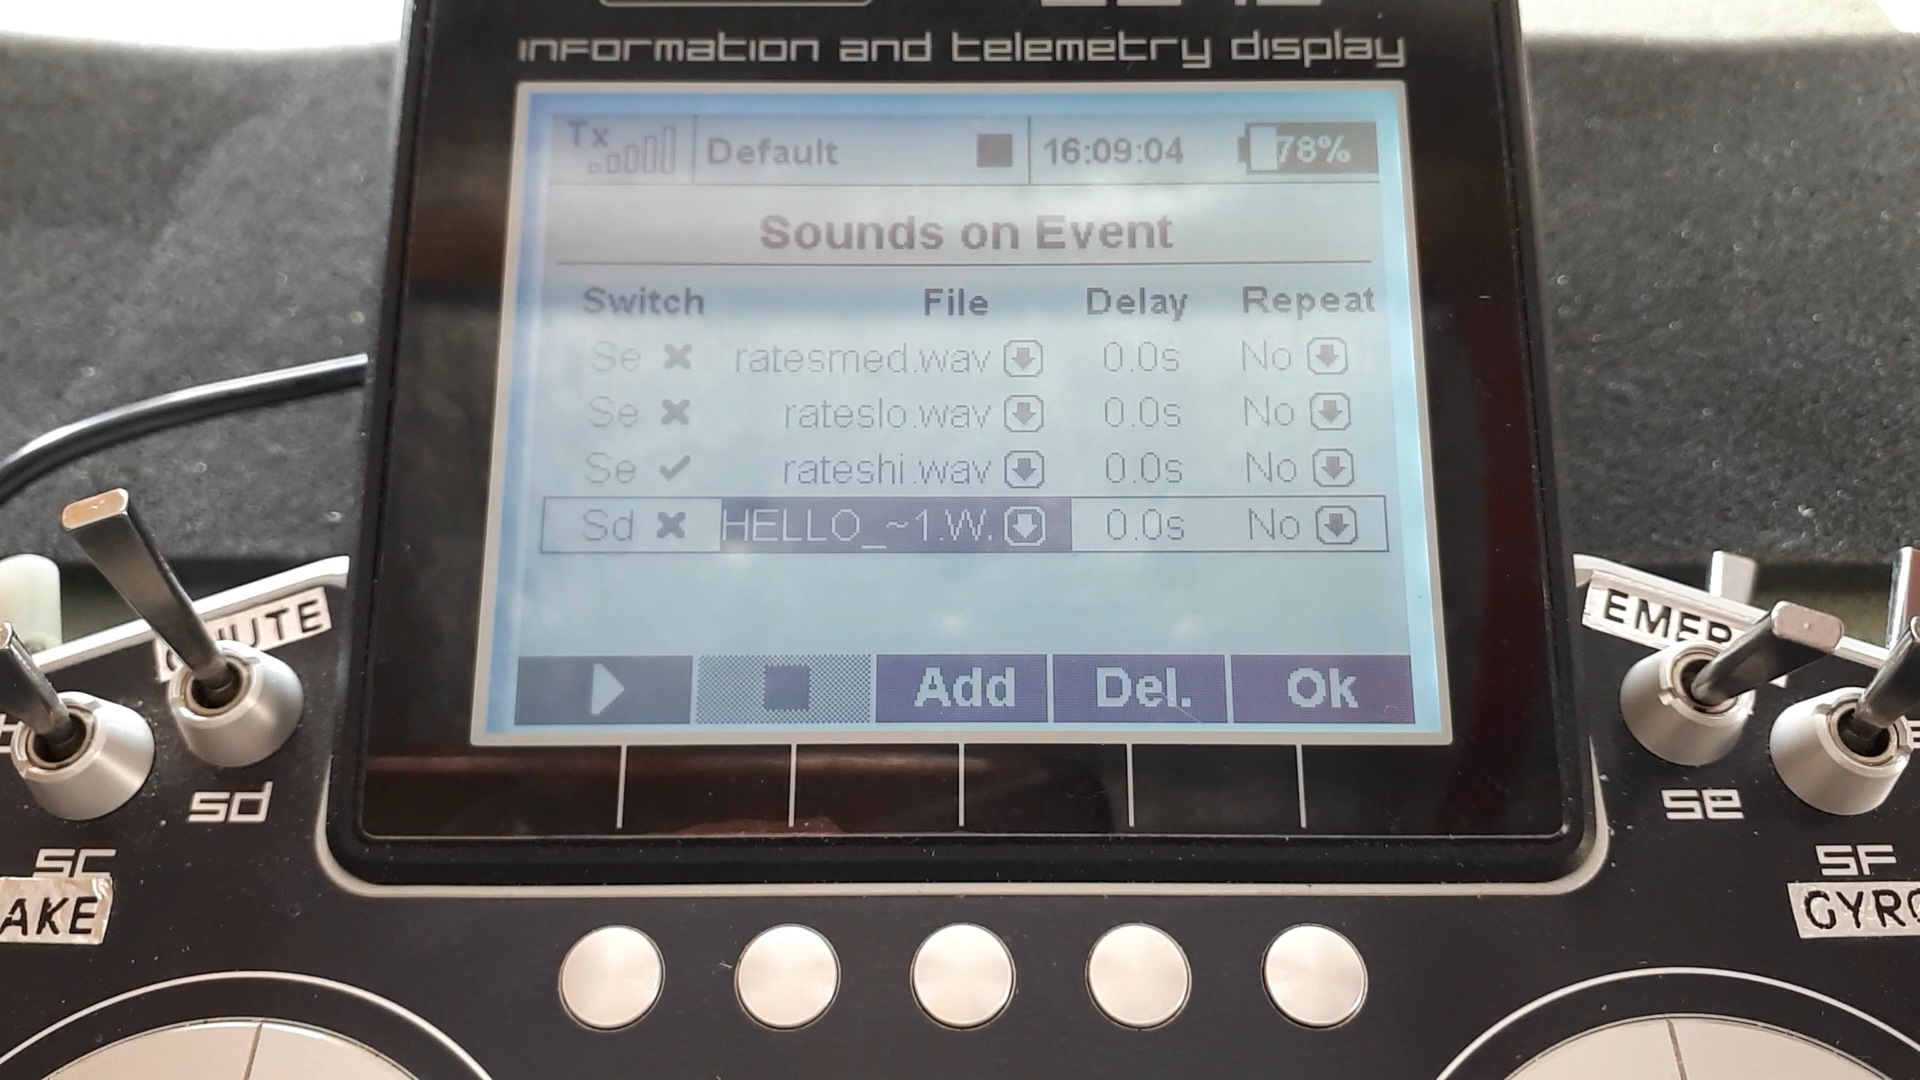 information and telemetry display
Tx Default 16:09:04 78%
Sounds on Event
Switch File Delay Repeat
Se ratesmed.wav 0.0s No
Se rateslo.wav 0.0s No
Se rateshi.wav 0.0s No
Sd HELLO_~1.W. 0.0s No
Add Del. Ok
sd
se
SC
SF
AKE
EMER
GYRO